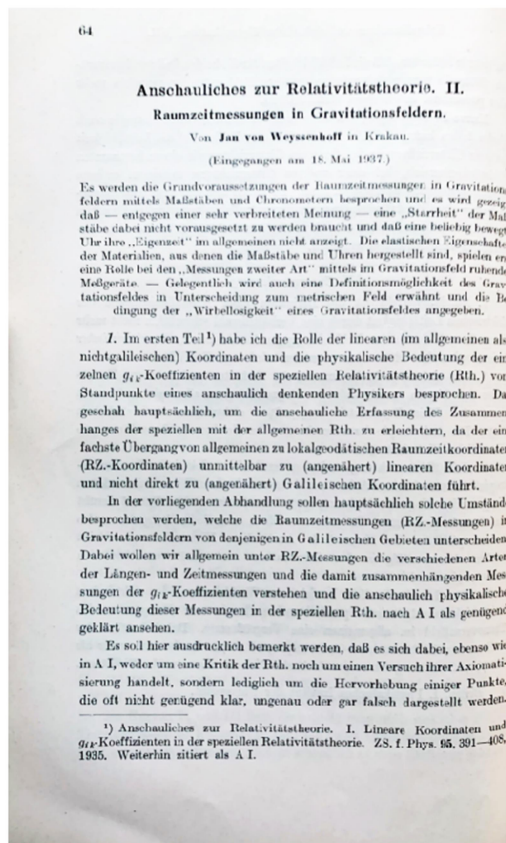 64
Anschauliches zur Relativitätstheorie. II.
Raumzeitmessungen in Gravitationsfeldern.
Von Jan von Weyssenhoff in Krakau.
(Eingegangen am 18. Mai 1937.)
Es werden die Grundvoraussetzungen der Raumzeitmessungen in Gravitation
feldern mittels Maßstäben und Chronometern besprochen und es wird gezeig
daß — entgegen einer sehr verbreiteten Meinung — eine „Starrheit" der Maß
stäbe dabei nicht vorausgesetzt zu werden braucht und daß eine beliebig bewegt
Uhr ihre „Eigenzeit" im allgemeinen nicht anzeigt. Die elastischen Eigenschafte
der Materialien, aus denen die Maßstäbe und Uhren hergestellt sind, spielen er
eine Rolle bei den „Messungen zweiter Art" mittels im Gravitationsfeld ruhende
Meßgeräte. — Gelegentlich wird auch eine Definitionsmöglichkeit des Grav
tationsfeldes in Unterscheidung zum metrischen Feld erwähnt und die B
dingung der „Wirbellosigkeit" eines Gravitationsfeldes angegeben.
1. Im ersten Teil¹) habe ich die Rolle der linearen (im allgemeinen als
nichtgalileischen) Koordinaten und die physikalische Bedeutung der ein
zelnen gᵢₖ-Koeffizienten in der speziellen Relativitätstheorie (Rth.) vom
Standpunkte eines anschaulich denkenden Physikers besprochen. Da
geschah hauptsächlich, um die anschauliche Erfassung des Zusammen
hanges der speziellen mit der allgemeinen Rth. zu erleichtern, da der ein
fachste Übergang von allgemeinen zu lokalgeodätischen Raumzeitkoordinate
(RZ.-Koordinaten) unmittelbar zu (angenähert) linearen Koordinate
und nicht direkt zu (angenähert) Galileischen Koordinaten führt.
In der vorliegenden Abhandlung sollen hauptsächlich solche Umständ
besprochen werden, welche die Raumzeitmessungen (RZ.-Messungen) i
Gravitationsfeldern von denjenigen in Galileischen Gebieten unterscheiden
Dabei wollen wir allgemein unter RZ.-Messungen die verschiedenen Arten
der Längen- und Zeitmessungen und die damit zusammenhängenden Mes
sungen der gᵢₖ-Koeffizienten verstehen und die anschaulich physikalisch
Bedeutung dieser Messungen in der speziellen Rth. nach A I als genügend
geklärt ansehen.
Es soll hier ausdrucklich bemerkt werden, daß es sich dabei, ebenso wie
in A I, weder um eine Kritik der Rth. noch um einen Versuch ihrer Axiomati-
sierung handelt, sondern lediglich um die Hervorhebung einiger Punkte,
die oft nicht genügend klar, ungenau oder gar falsch dargestellt werden.
¹) Anschauliches zur Relativitätstheorie. I. Lineare Koordinaten und
gᵢₖ-Koeffizienten in der speziellen Relativitätstheorie. ZS. f. Phys. 95, 391—408,
1935. Weiterhin zitiert als A I.